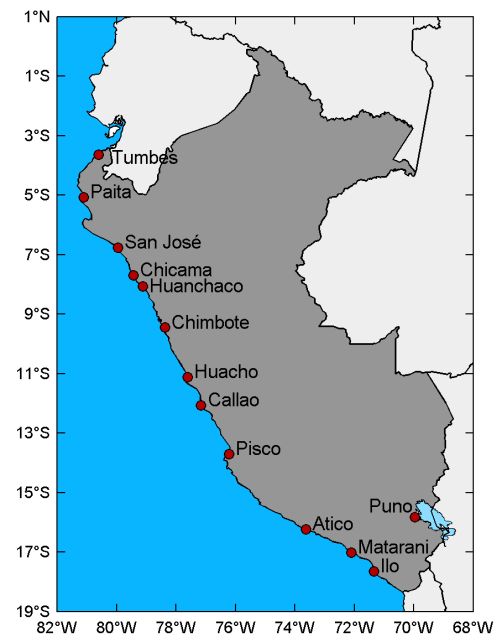 1°N
1°S
3°S
Tumbes
5°S
Paita
San José
7°S
Chicama
Huanchaco
9°S
Chimbote
11°S
Huacho
Callao
13°S
Pisco
15°S
Puno
Atico
17°S
Matarani
Ilo
19°S
82°W 80°W 78°W 76°W 74°W 72°W 70°W 68°W